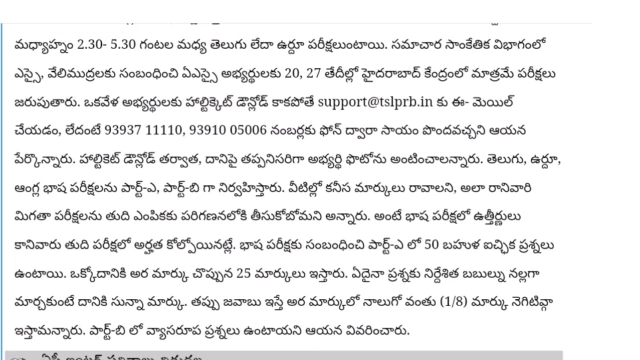 మధ్యాహ్నం 2.30- 5.30 గంటల మధ్య తెలుగు లేదా ఉర్దూ పరీక్షలుంటాయి. సమాచార సాంకేతిక విభాగంలో
ఎస్సై, వేలిముద్రలకు సంబంధించి ఏఎస్సై అభ్యర్థులకు 20, 27 తేదీల్లో హైదరాబాద్ కేంద్రంలో మాత్రమే పరీక్షలు
జరుపుతారు. ఒకవేళ అభ్యర్థులకు హాల్టిక్కెట్ డౌన్లోడ్ కాకపోతే support@tslprb.in కు ఈ- మెయిల్
చేయడం, లేదంటే 93937 11110, 93910 05006 నంబర్లకు ఫోన్ ద్వారా సాయం పొందవచ్చని ఆయన
పేర్కొన్నారు. హాల్టికెట్ డౌన్లోడ్ తర్వాత, దానిపై తప్పనిసరిగా అభ్యర్థి ఫొటోను అంటించాలన్నారు. తెలుగు, ఉర్దూ,
ఆంగ్ల భాష పరీక్షలను పార్ట్-ఎ, పార్ట్-బి గా నిర్వహిస్తారు. వీటిల్లో కనీస మార్కులు రావాలని, అలా రానివారి
మిగతా పరీక్షలను తుది ఎంపికకు పరిగణనలోకి తీసుకోబోమని అన్నారు. అంటే భాష పరీక్షలో ఉత్తీర్ణులు
కానివారు తుది పరీక్షలో అర్హత కోల్పోయినట్లే. భాష పరీక్షకు సంబంధించి పార్ట్-ఎ లో 50 బహుళ ఐచ్ఛిక ప్రశ్నలు
ఉంటాయి. ఒక్కోదానికి అర మార్కు చొప్పున 25 మార్కులు ఇస్తారు. ఏదైనా ప్రశ్నకు నిర్దేశిత బబుల్ను నల్లగా
మార్చకుంటే దానికి సున్నా మార్కు. తప్పు జవాబు ఇస్తే అర మార్కులో నాలుగో వంతు (1/8) మార్కు నెగిటివ్గా
ఇస్తామన్నారు. పార్ట్-బి లో వ్యాసరూప ప్రశ్నలు ఉంటాయని ఆయన వివరించారు.